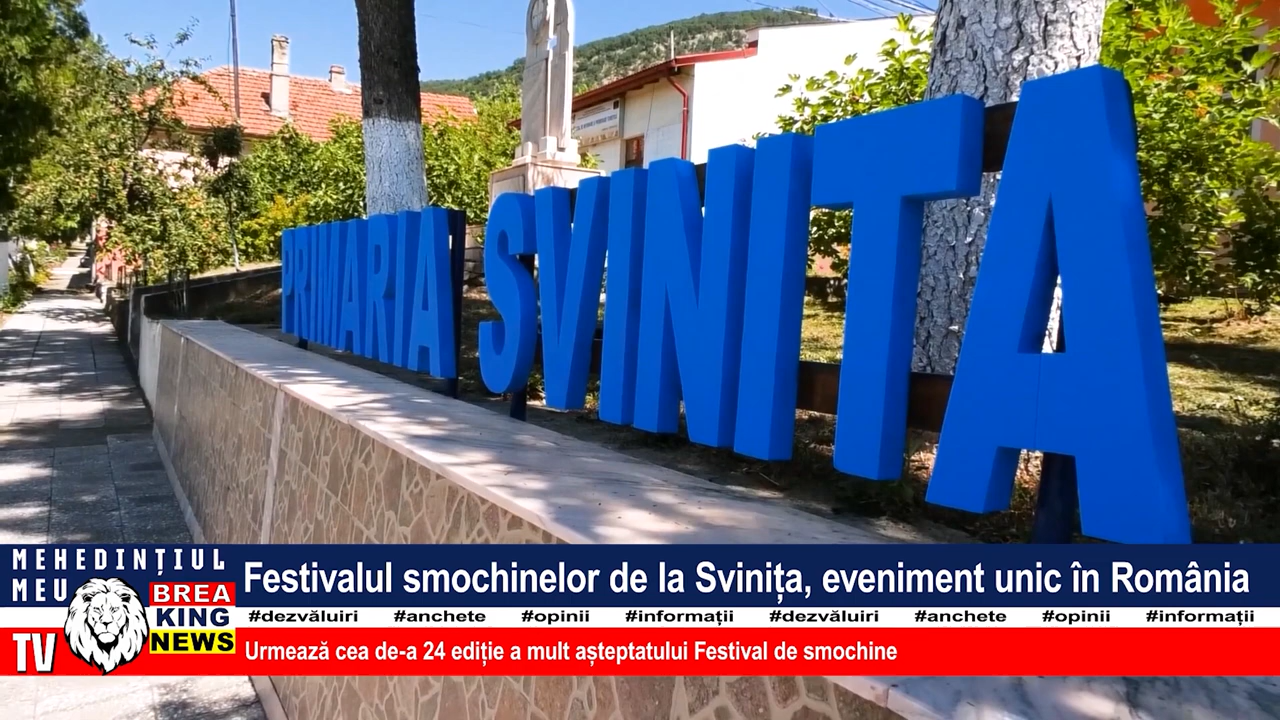 PRIMARIA SVINITA
MEHEDINȚIUL
MEU
TV
BREA
KING
NEWS
Festivalul smochinelor de la Svinița, eveniment unic în România
#dezvăluiri #anchete #opinii #informații #dezvăluiri #anchete #opinii #informații
Urmează cea de-a 24 ediție a mult așteptatului Festival de smochine